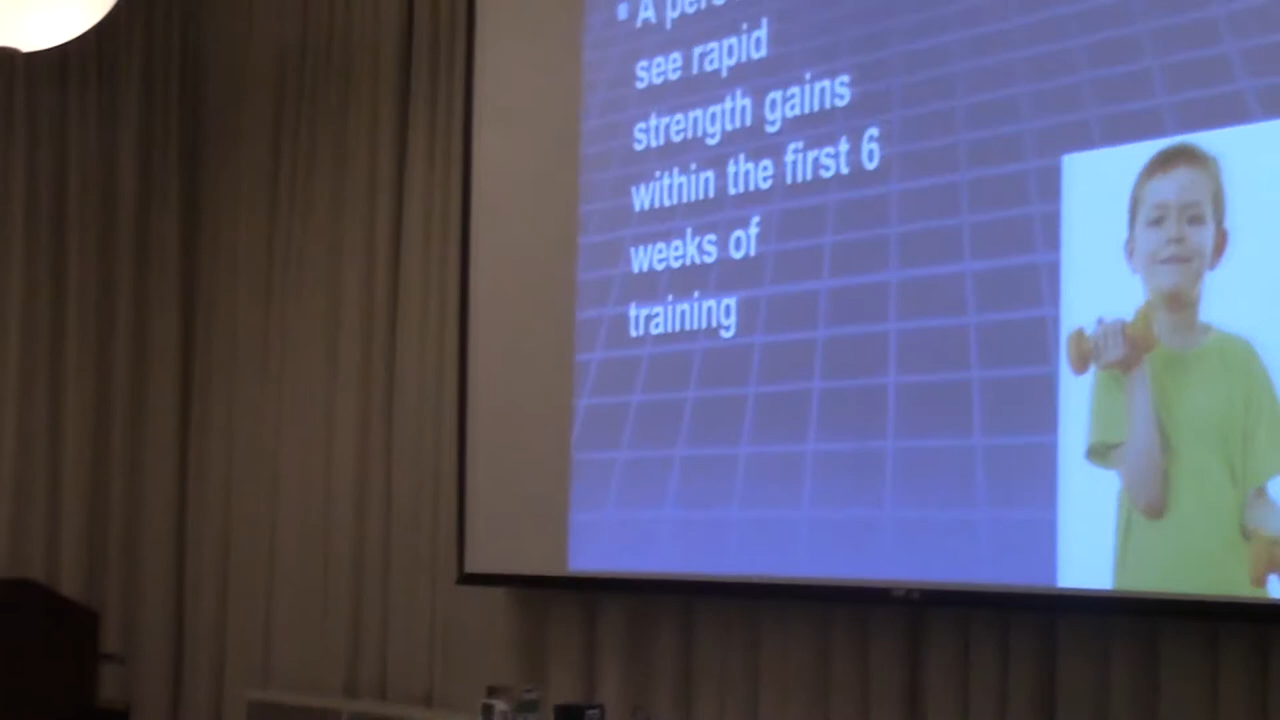 ▪ A
see rapid
strength gains
within the first 6
weeks of
training